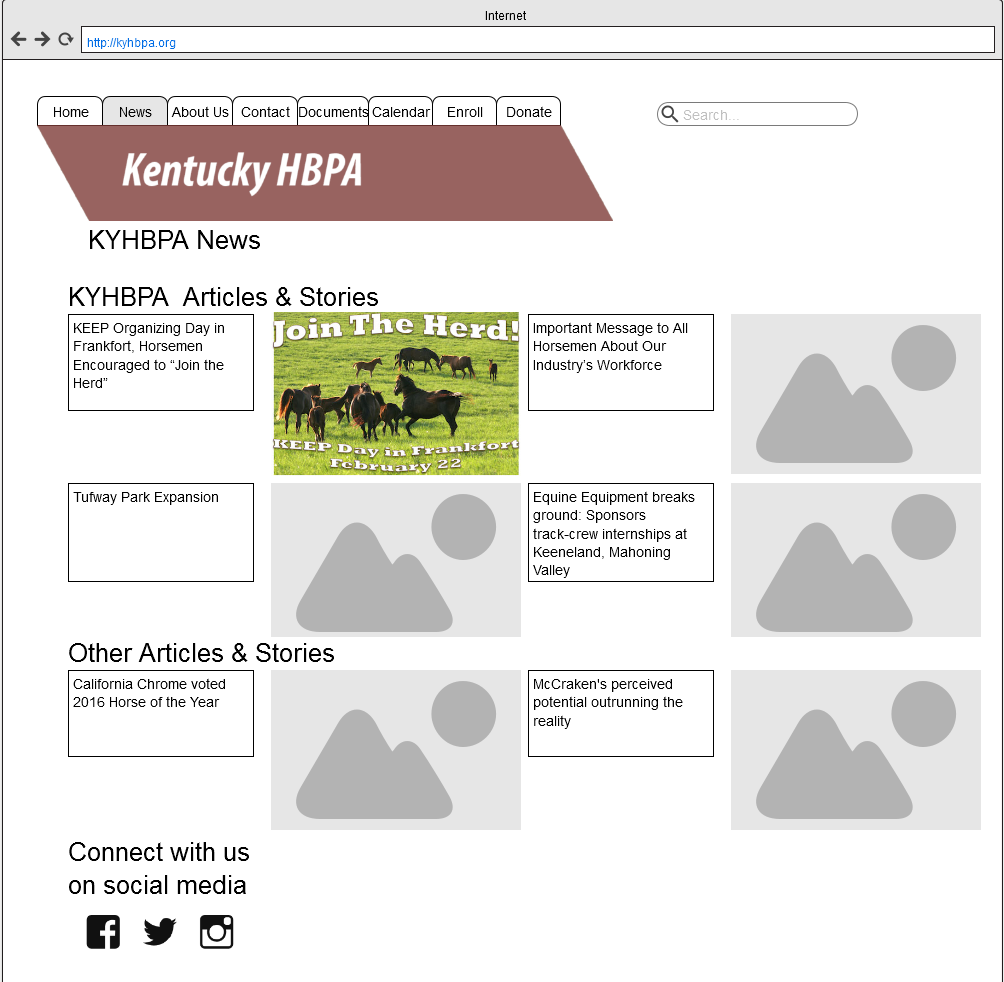 Internet
http://kyhbpa.org
Home News About Us Contact Documents Calendar Enroll Donate
Search...
Kentucky HBPA
KYHBPA News
KYHBPA Articles & Stories
KEEP Organizing Day in
Frankfort, Horsemen
Encouraged to “Join the
Herd”
Join The Herd!
KEEP Day in Frankfort
February 22
Important Message to All
Horsemen About Our
Industry’s Workforce
Tufway Park Expansion
Equine Equipment breaks
ground: Sponsors
track-crew internships at
Keeneland, Mahoning
Valley
Other Articles & Stories
California Chrome voted
2016 Horse of the Year
McCraken's perceived
potential outrunning the
reality
Connect with us
on social media